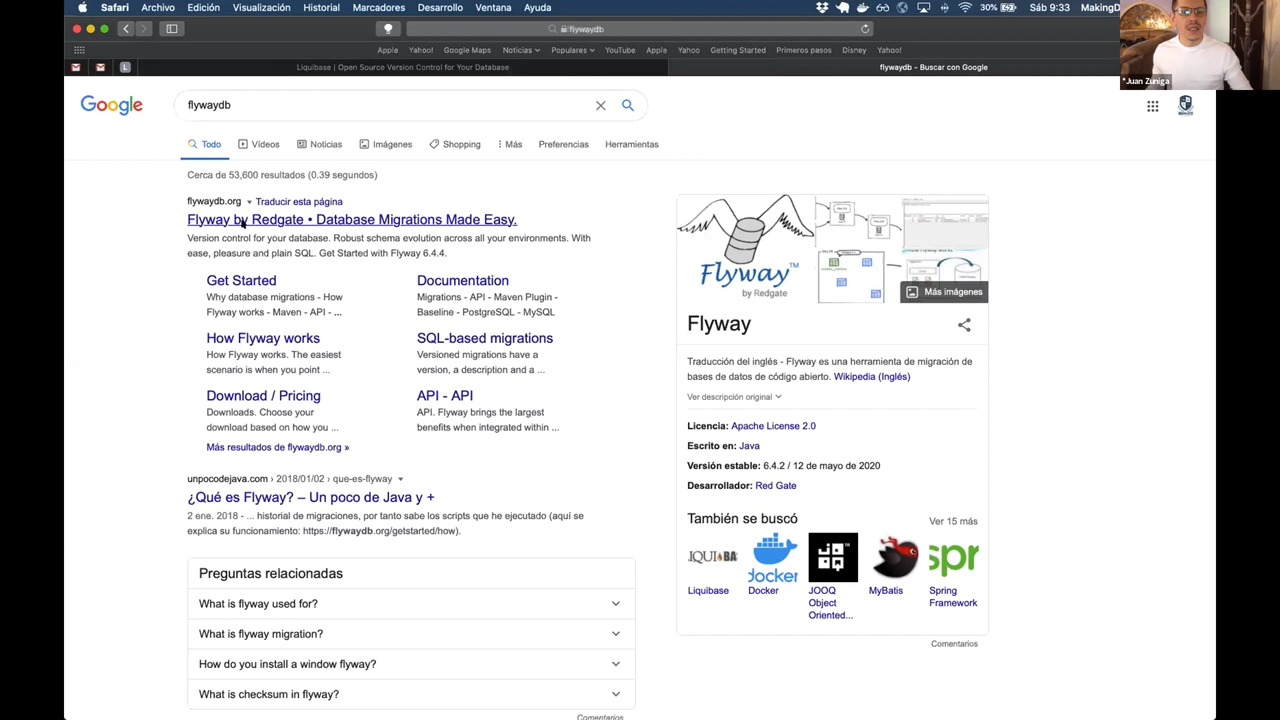 Safari Archivo Edición Visualización Historial Marcadores Desarrollo Ventana Ayuda 30% Sáb 9:33 MakingD
flywaydb
Apple Yahoo! Google Maps Noticias Populares YouTube Apple Yahoo Getting Started Primeros pasos Disney Yahoo!
Liquibase | Open Source Version Control for Your Database
flywaydb - Buscar con Google
*Juan Zuniga
Google
flywaydb
Todo Vídeos Noticias Imágenes Shopping Más Preferencias Herramientas
Cerca de 53,600 resultados (0.39 segundos)
flywaydb.org Traducir esta página
Flyway by Redgate • Database Migrations Made Easy.
Version control for your database. Robust schema evolution across all your environments. With
ease, pleasure and plain SQL. Get Started with Flyway 6.4.4.
Get Started
Why database migrations - How
Flyway works - Maven - API - ...
Documentation
Migrations - API - Maven Plugin -
Baseline - PostgreSQL - MySQL
How Flyway works
How Flyway works. The easiest
scenario is when you point ...
SQL-based migrations
Versioned migrations have a
version, a description and a ...
Download / Pricing
Downloads. Choose your
download based on how you ...
API - API
API. Flyway brings the largest
benefits when integrated within ...
Más resultados de flywaydb.org »
unpocodejava.com › 2018/01/02 › que-es-flyway
¿Qué es Flyway? – Un poco de Java y +
2 ene. 2018 - ... historial de migraciones, por tanto sabe los scripts que he ejecutado (aquí se
explica su funcionamiento: https://flywaydb.org/getstarted/how).
Preguntas relacionadas
What is flyway used for?
What is flyway migration?
How do you install a window flyway?
What is checksum in flyway?
Comentarios
Flyway™
by Redgate
Más imágenes
Flyway
Traducción del inglés - Flyway es una herramienta de migración de
bases de datos de código abierto. Wikipedia (Inglés)
Ver descripción original
Licencia: Apache License 2.0
Escrito en: Java
Versión estable: 6.4.2 / 12 de mayo de 2020
Desarrollador: Red Gate
También se buscó
Ver 15 más
docker
JOOQ
spr
Liquibase
Docker
JOOQ
Object
Oriented...
MyBatis
Spring
Framework
Comentarios